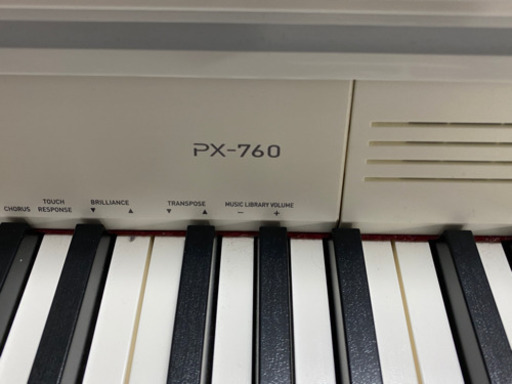 PX-760
CHORUS TOUCH RESPONSE BRILLIANCE TRANSPOSE MUSIC LIBRARY VOLUME
▼ ▲ ▼ ▲ − +